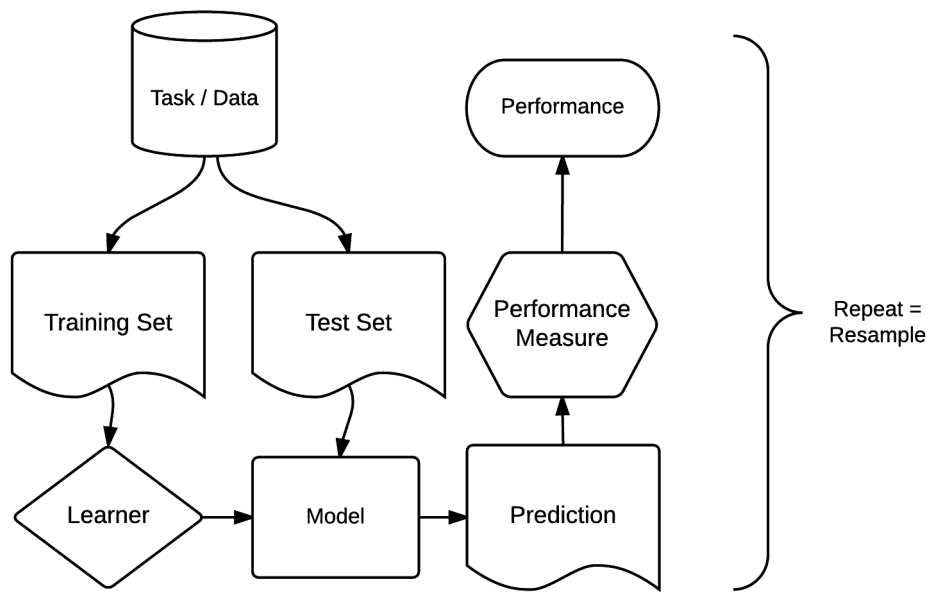 Task / Data
Performance
Training Set
Test Set
Performance
Measure
Repeat =
Resample
Learner
Model
Prediction